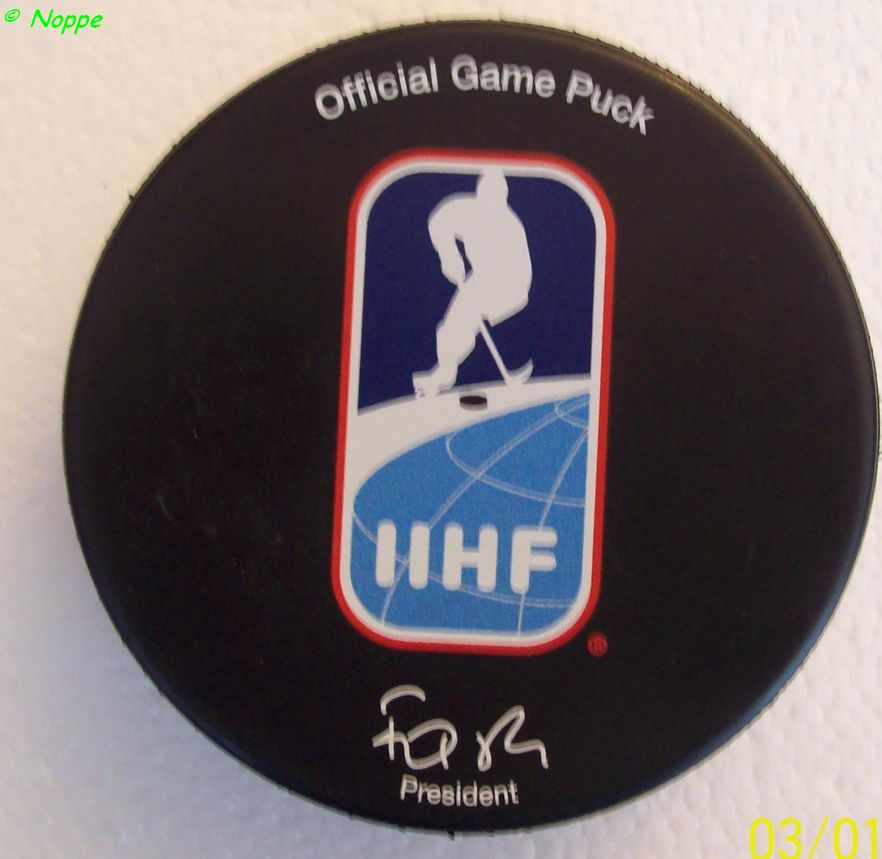 © Noppe
Official Game Puck
IIHF
®
President
03/01